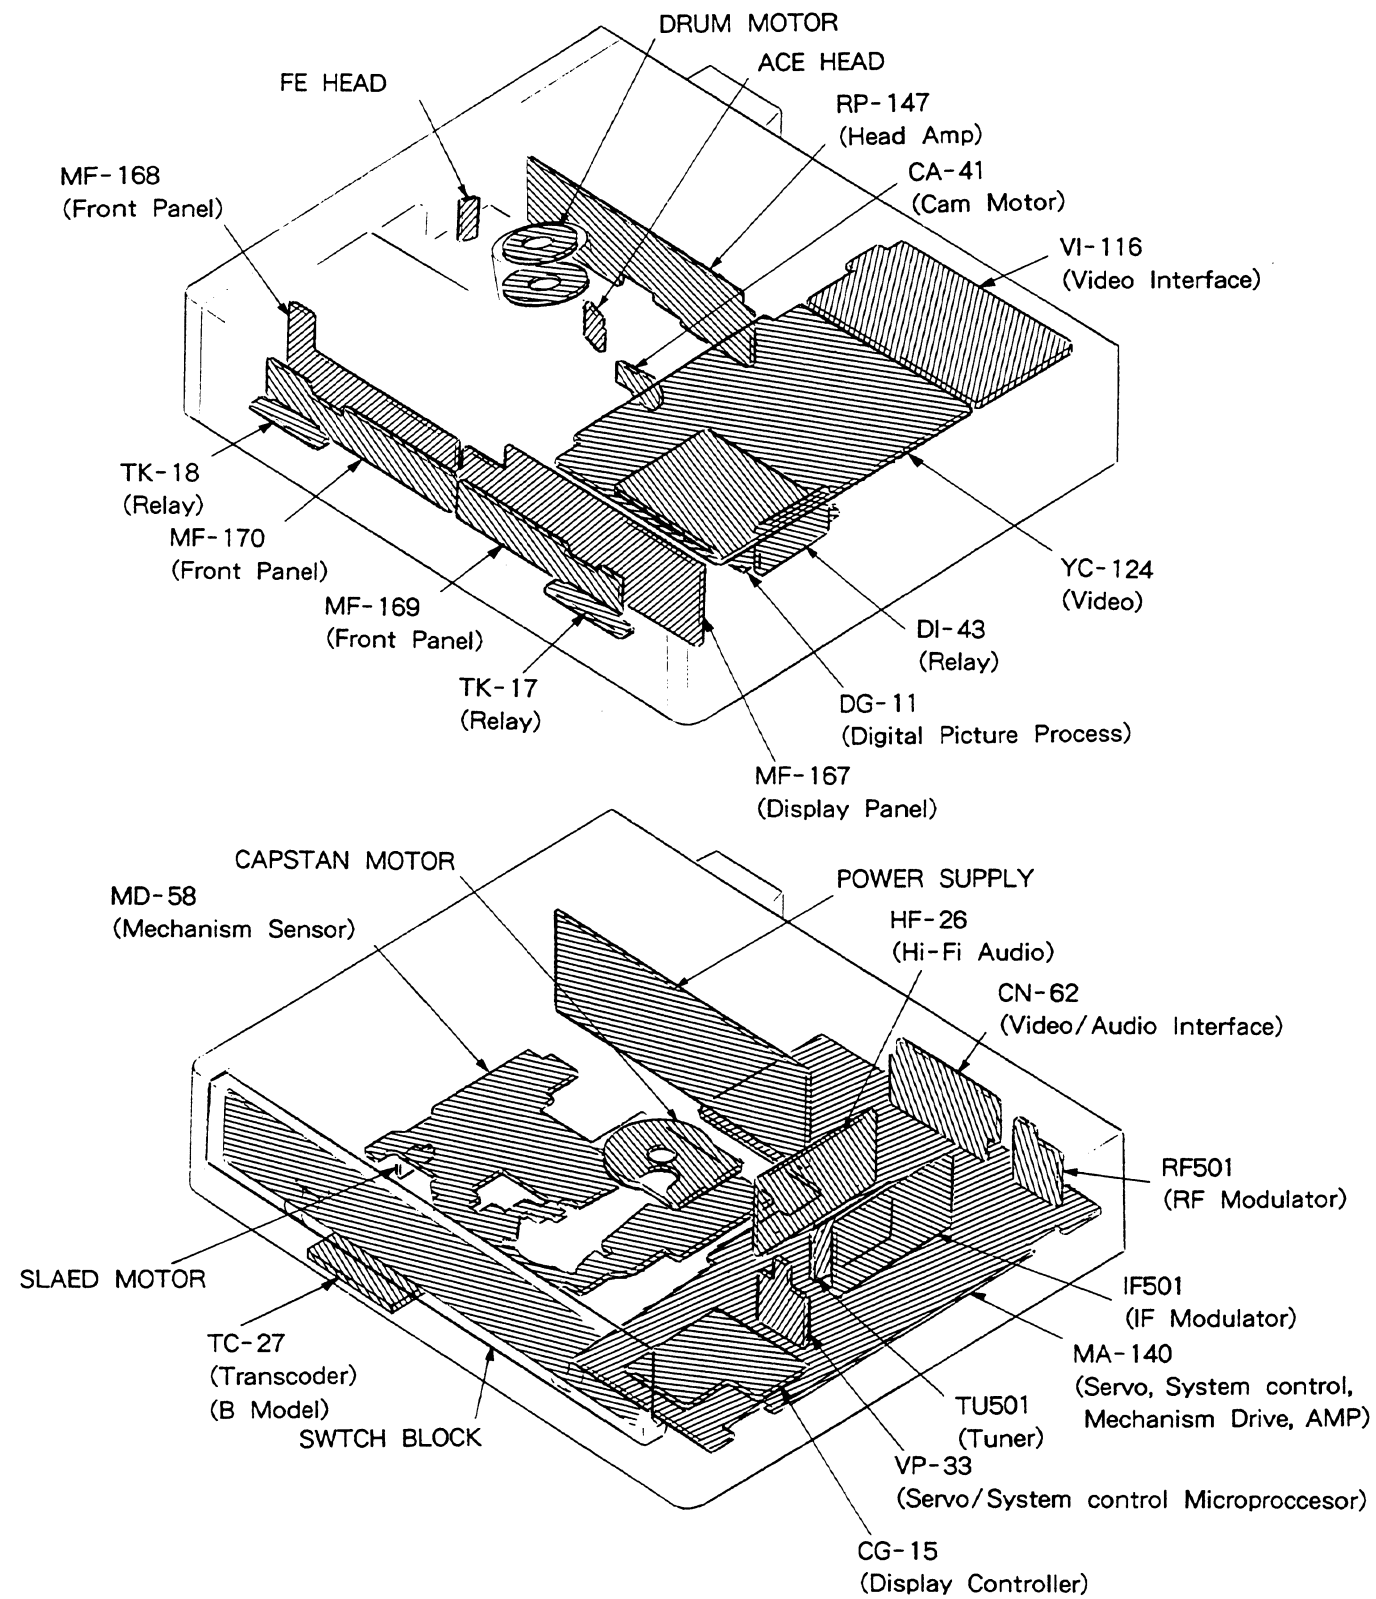 DRUM MOTOR
ACE HEAD
FE HEAD
RP-147
(Head Amp)
CA-41
(Cam Motor)
MF-168
(Front Panel)
VI-116
(Video Interface)
TK-18
(Relay)
MF-170
(Front Panel)
YC-124
(Video)
MF-169
(Front Panel)
DI-43
(Relay)
TK-17
(Relay)
DG-11
(Digital Picture Process)
MF-167
(Display Panel)
CAPSTAN MOTOR
POWER SUPPLY
MD-58
(Mechanism Sensor)
HF-26
(Hi-Fi Audio)
CN-62
(Video/Audio Interface)
RF501
(RF Modulator)
SLAED MOTOR
IF501
(IF Modulator)
TC-27
(Transcoder)
(B Model)
MA-140
(Servo, System control,
Mechanism Drive, AMP)
SWTCH BLOCK
TU501
(Tuner)
VP-33
(Servo/System control Microproccesor)
CG-15
(Display Controller)